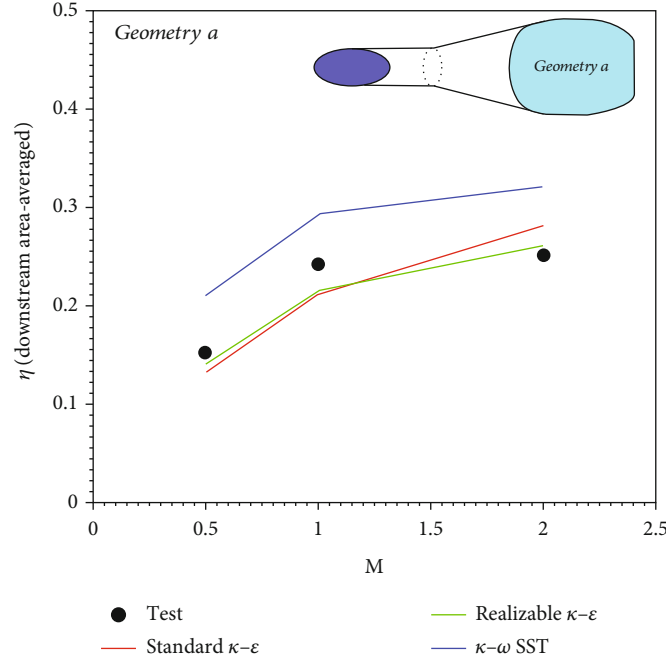 Geometry a
Geometry a
0.5
0.4
0.3
0.2
0.1
0
η (downstream area-averaged)
0
0.5
1
1.5
2
2.5
M
Test
Realizable κ–ε
Standard κ–ε
κ–ω SST